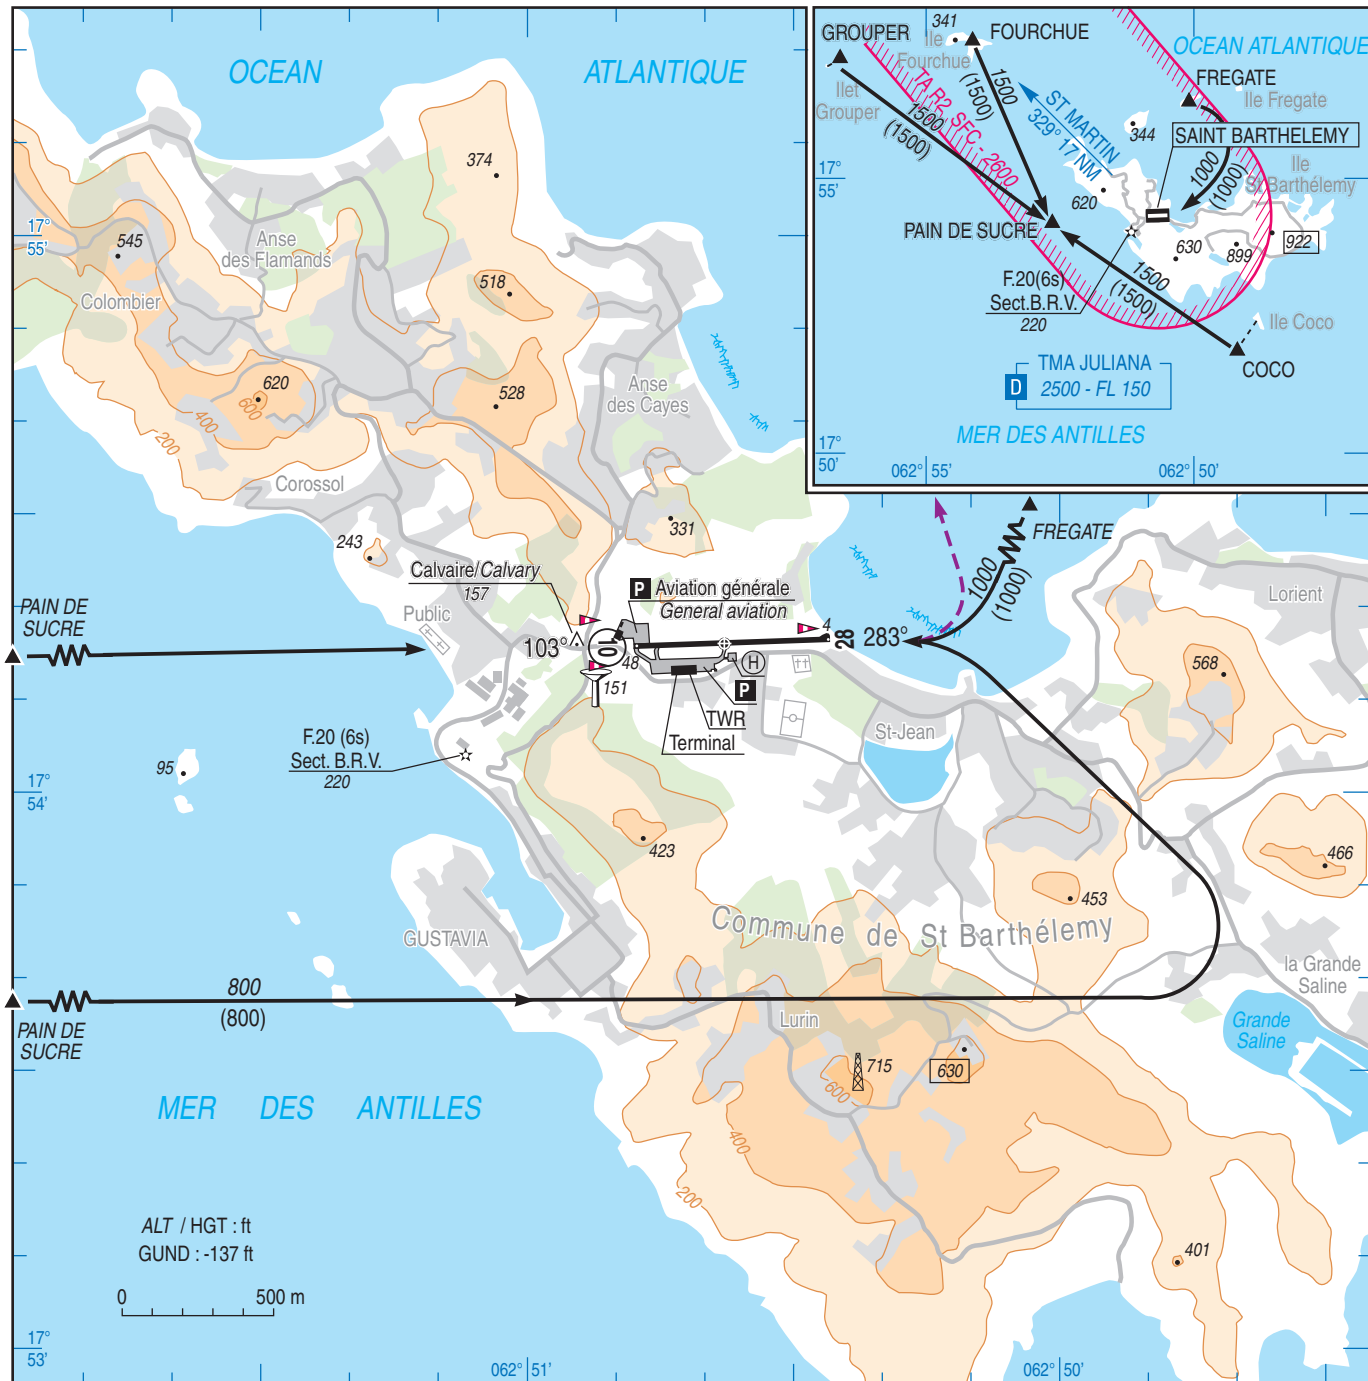 OCEAN
ATLANTIQUE
374
545
Anse
des Flamands
Colombier
518
620
600
400
200
528
Anse
des Cayes
Corossol
243
331
Calvaire/Calvary
157
P Aviation générale
General aviation
Public
PAIN DE
SUCRE
103°
10
48
4
28
283°
H
151
P
TWR
Terminal
F.20 (6s)
Sect. B.R.V.
220
95
423
St-Jean
FREGATE
1000
(1000)
Lorient
568
466
453
GUSTAVIA
Commune de St Barthélemy
800
(800)
PAIN DE
SUCRE
la Grande
Saline
Grande
Saline
Lurin
715
630
600
400
200
401
MER DES ANTILLES
ALT / HGT : ft
GUND : -137 ft
0 500 m
17°
55'
17°
54'
17°
53'
062° 51'
062° 50'
GROUPER
341
Ile
Fourchue
FOURCHUE
OCEAN ATLANTIQUE
FREGATE
Ile Fregate
Ilet
Grouper
TA R2 SFC - 2600
1500
(1500)
1500
(1500)
ST MARTIN
329° 17 NM
344
SAINT BARTHELEMY
1000
(1000)
Ile
St Barthélemy
17°
55'
620
PAIN DE SUCRE
630
899
922
F.20(6s)
Sect.B.R.V.
220
1500
(1500)
Ile Coco
COCO
D
TMA JULIANA
2500 - FL 150
MER DES ANTILLES
17°
50'
062° 55'
062° 50'